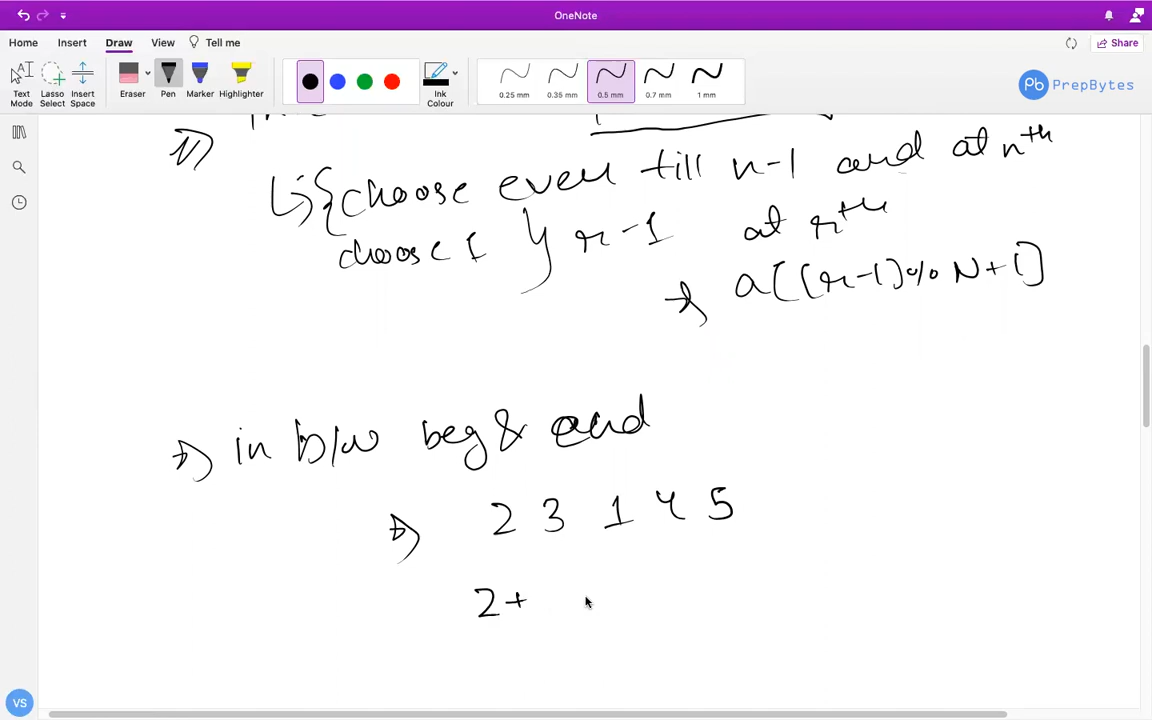 OneNote
Home Insert Draw View Tell me Share
Text Mode Lasso Select Insert Space Eraser Pen Marker Highlighter Ink Colour 0.25 mm 0.35 mm 0.5 mm 0.7 mm 1 mm
Pb PrepBytes
choose even till n-1 and at nth
choose 1 } r-1 at rth
a[(r-1)% N+1]
in b/w beg & end
2 3 1 4 5
2+
VS